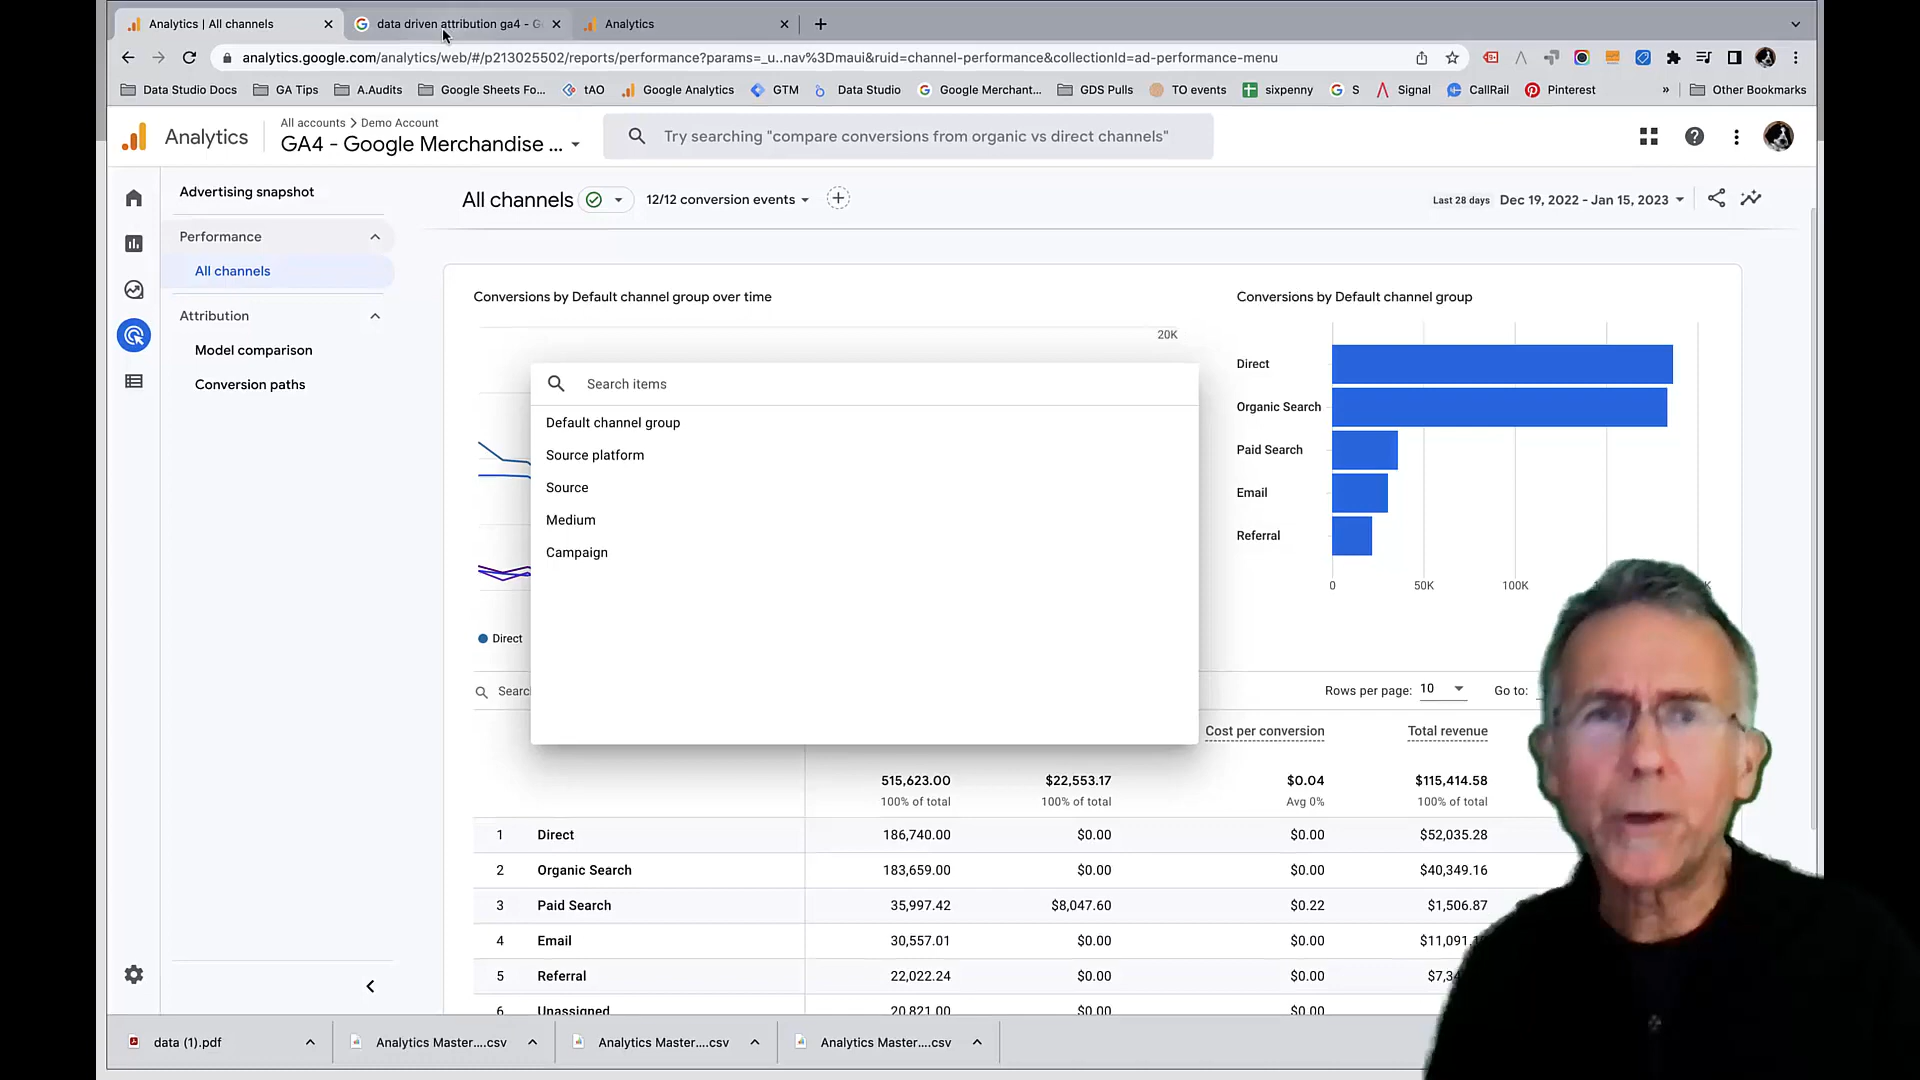 Analytics | All channels
data driven attribution ga4 - G
Analytics
analytics.google.com/analytics/web/#/p213025502/reports/performance?params=_u..nav%3Dmaui&ruid=channel-performance&collectionId=ad-performance-menu
Data Studio Docs
GA Tips
A.Audits
Google Sheets Fo...
tAO
Google Analytics
GTM
Data Studio
Google Merchant...
GDS Pulls
TO events
sixpenny
S
Signal
CallRail
Pinterest
»
Other Bookmarks
Analytics
All accounts > Demo Account
GA4 - Google Merchandise ...
Try searching "compare conversions from organic vs direct channels"
Advertising snapshot
Performance
All channels
Attribution
Model comparison
Conversion paths
All channels
12/12 conversion events
Last 28 days Dec 19, 2022 - Jan 15, 2023
Conversions by Default channel group over time
20K
Direct
Conversions by Default channel group
Direct
Organic Search
Paid Search
Email
Referral
0 50K 100K K
Search items
Default channel group
Source platform
Source
Medium
Campaign
Searc
Rows per page: 10 Go to:
Cost per conversion Total revenue
515,623.00 $22,553.17 $0.04 $115,414.58
100% of total 100% of total Avg 0% 100% of total
1 Direct 186,740.00 $0.00 $0.00 $52,035.28
2 Organic Search 183,659.00 $0.00 $0.00 $40,349.16
3 Paid Search 35,997.42 $8,047.60 $0.22 $1,506.87
4 Email 30,557.01 $0.00 $0.00 $11,091.
5 Referral 22,022.24 $0.00 $0.00 $7,3
6 Unassigned 20,821.00 $0.00 $0.00
data (1).pdf
Analytics Master....csv
Analytics Master....csv
Analytics Master....csv